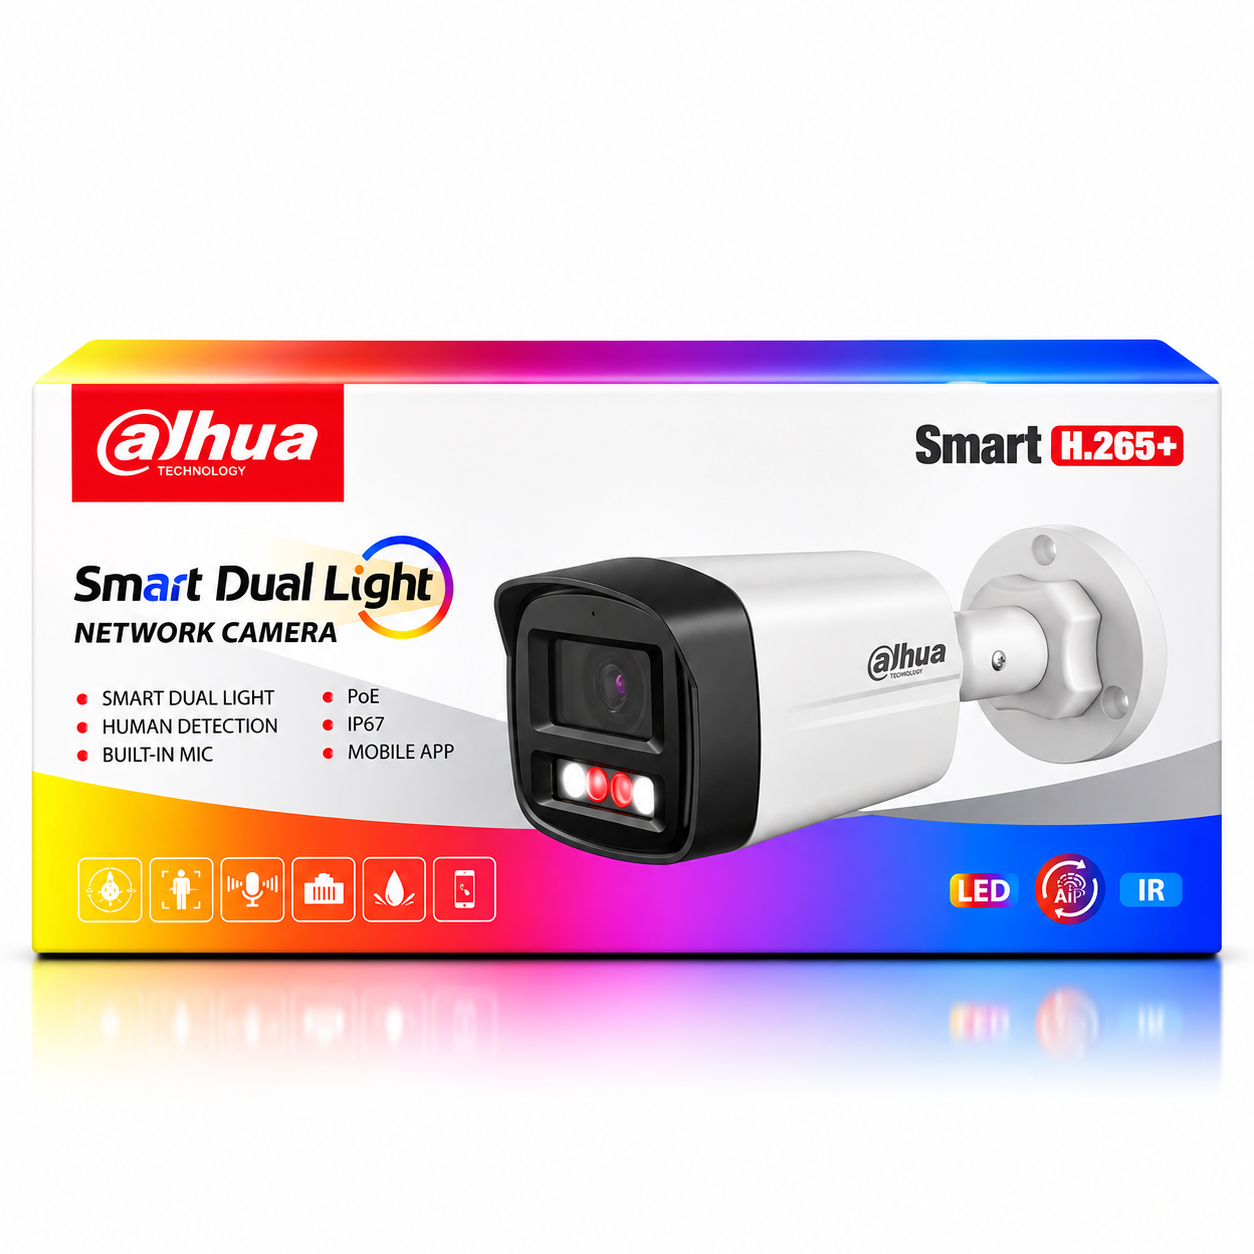 alhua
TECHNOLOGY
Smart H.265+
Smart Dual Light
NETWORK CAMERA
SMART DUAL LIGHT
HUMAN DETECTION
BUILT-IN MIC
PoE
IP67
MOBILE APP
alhua
TECHNOLOGY
LED
AiP
IR